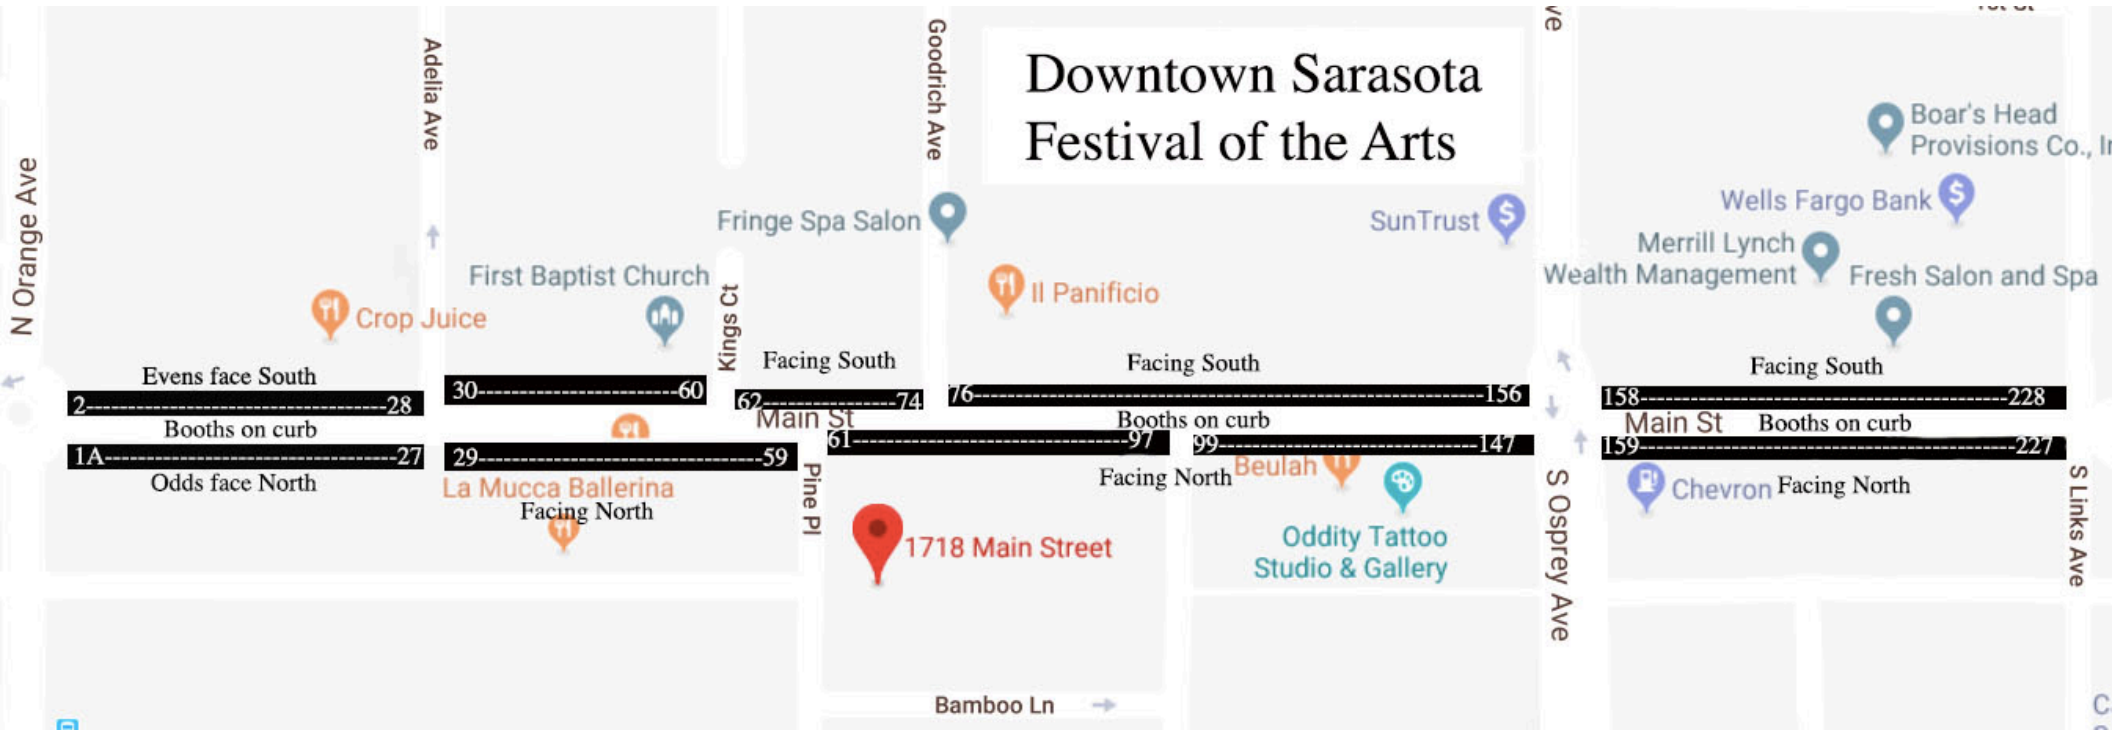 Downtown Sarasota
Festival of the Arts
N Orange Ave
Adelia Ave
Kings Ct
Goodrich Ave
Boar's Head
Provisions Co.,
Wells Fargo Bank
Fringe Spa Salon
SunTrust
Merrill Lynch
Wealth Management
Fresh Salon and Spa
First Baptist Church
Il Panificio
Crop Juice
Evens face South
Facing South
Facing South
Facing South
2-----------------------------------28
30------------------------60
62----------------74
76-----------------------------------------------------------156
158------------------------------------------228
Booths on curb
Main St
Booths on curb
Main St
Booths on curb
1A-------------------------------------27
29------------------------------------59
61--------------------------------97
99------------------------------147
159-------------------------------------------227
Odds face North
La Mucca Ballerina
Facing North
Pine Pl
Facing North
Beulah
Chevron
Facing North
1718 Main Street
Oddity Tattoo
Studio & Gallery
S Osprey Ave
S Links Ave
Bamboo Ln